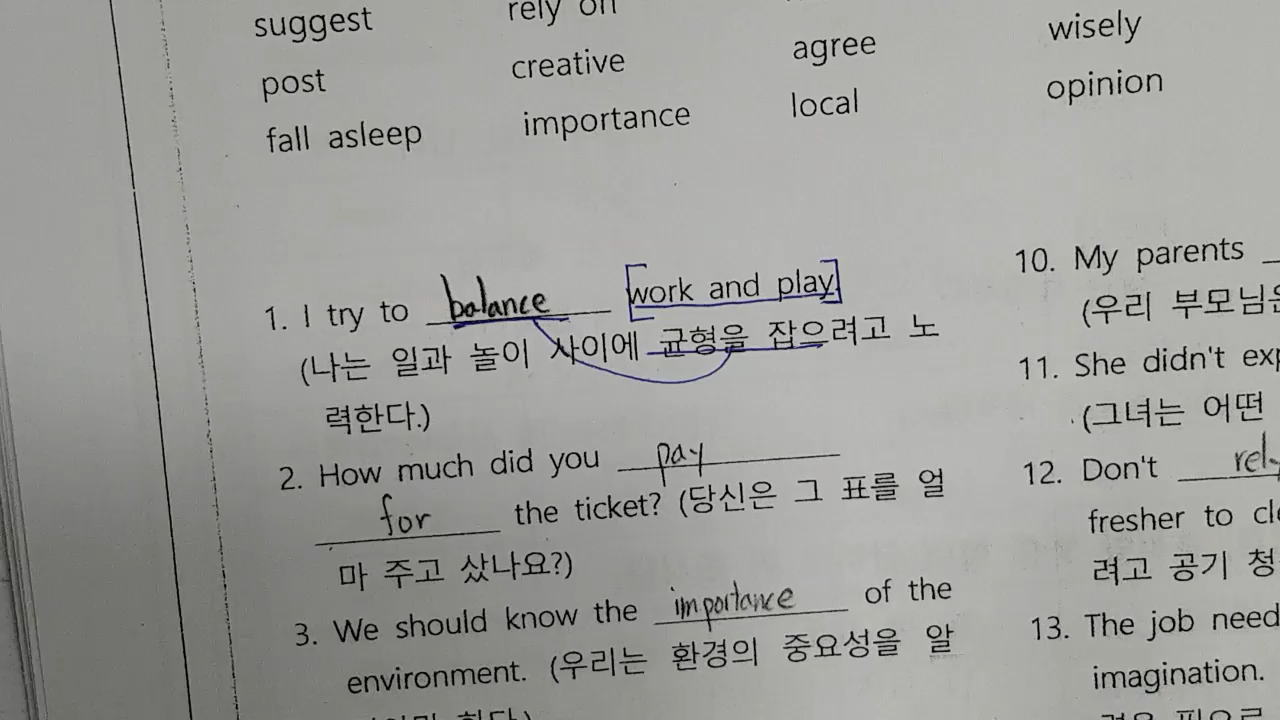 suggest rely on wisely
post creative agree opinion
fall asleep importance local
1. I try to balance work and play.
(나는 일과 놀이 사이에 균형을 잡으려고 노
력한다.)
2. How much did you pay
for the ticket? (당신은 그 표를 얼
마 주고 샀나요?)
3. We should know the importance of the
environment. (우리는 환경의 중요성을 알
10. My parents
(우리 부모님은
11. She didn't exp
(그녀는 어떤
12. Don't rely
fresher to cle
려고 공기 청
13. The job need
imagination.